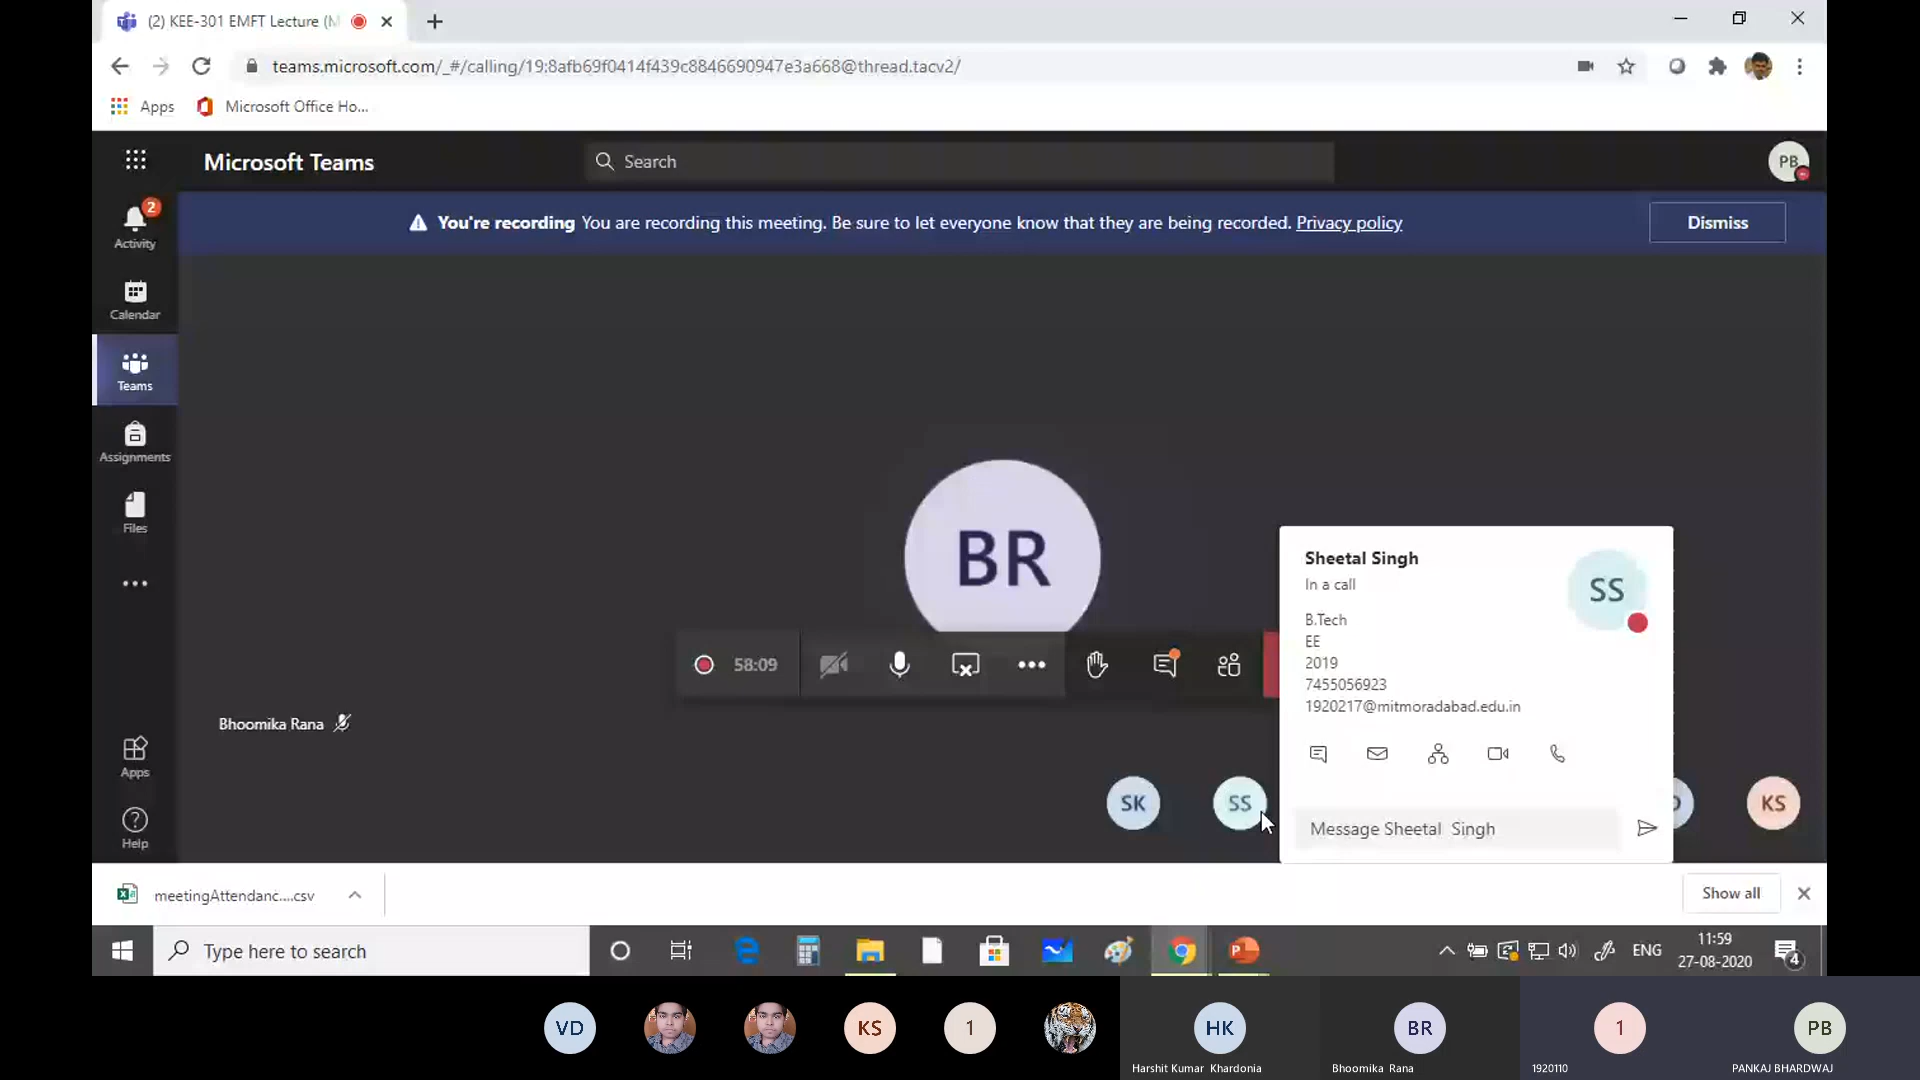 (2) KEE-301 EMFT Lecture (M
teams.microsoft.com/_#/calling/19:8afb69f0414f439c8846690947e3a668@thread.tacv2/
Apps
Microsoft Office Ho...
Microsoft Teams
Search
PB
2
Activity
You're recording You are recording this meeting. Be sure to let everyone know that they are being recorded. Privacy policy
Dismiss
Calendar
Teams
Assignments
Files
BR
Sheetal Singh
In a call
SS
B.Tech
EE
2019
7455056923
1920217@mitmoradabad.edu.in
58:09
Bhoomika Rana
Apps
SK
SS
KS
Message Sheetal  Singh
Help
meetingAttendanc....csv
Show all
Type here to search
ENG
11:59
27-08-2020
4
VD
KS
1
HK
BR
1
PB
Harshit Kumar Khardonia
Bhoomika Rana
1920110
PANKAJ BHARDWAJ